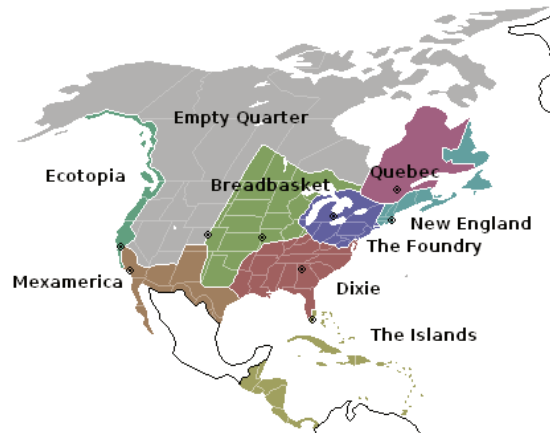 Empty Quarter
Ecotopia
Quebec
Breadbasket
New England
The Foundry
Mexamerica
Dixie
The Islands